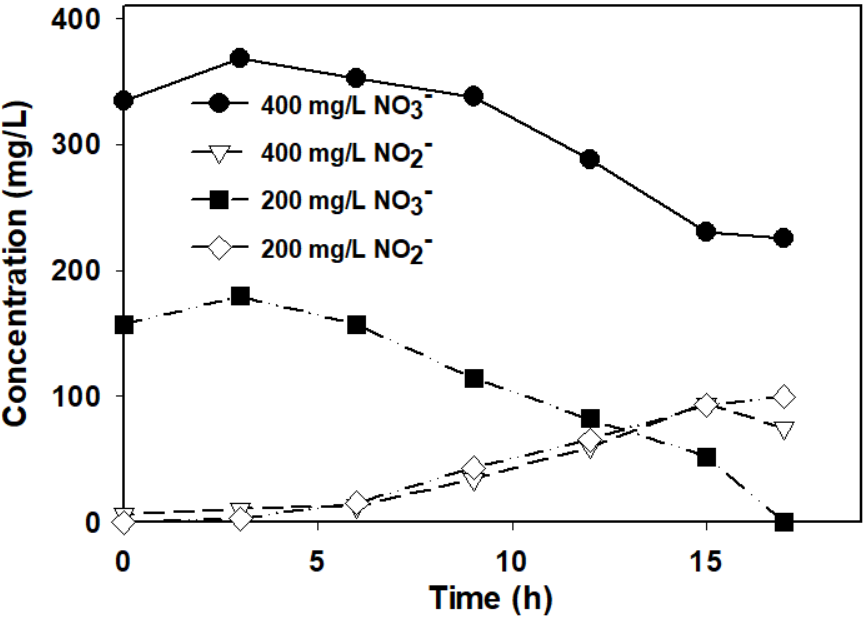 400
300
200
100
0
Concentration (mg/L)
400 mg/L NO3-
400 mg/L NO2-
200 mg/L NO3-
200 mg/L NO2-
0 5 10 15
Time (h)